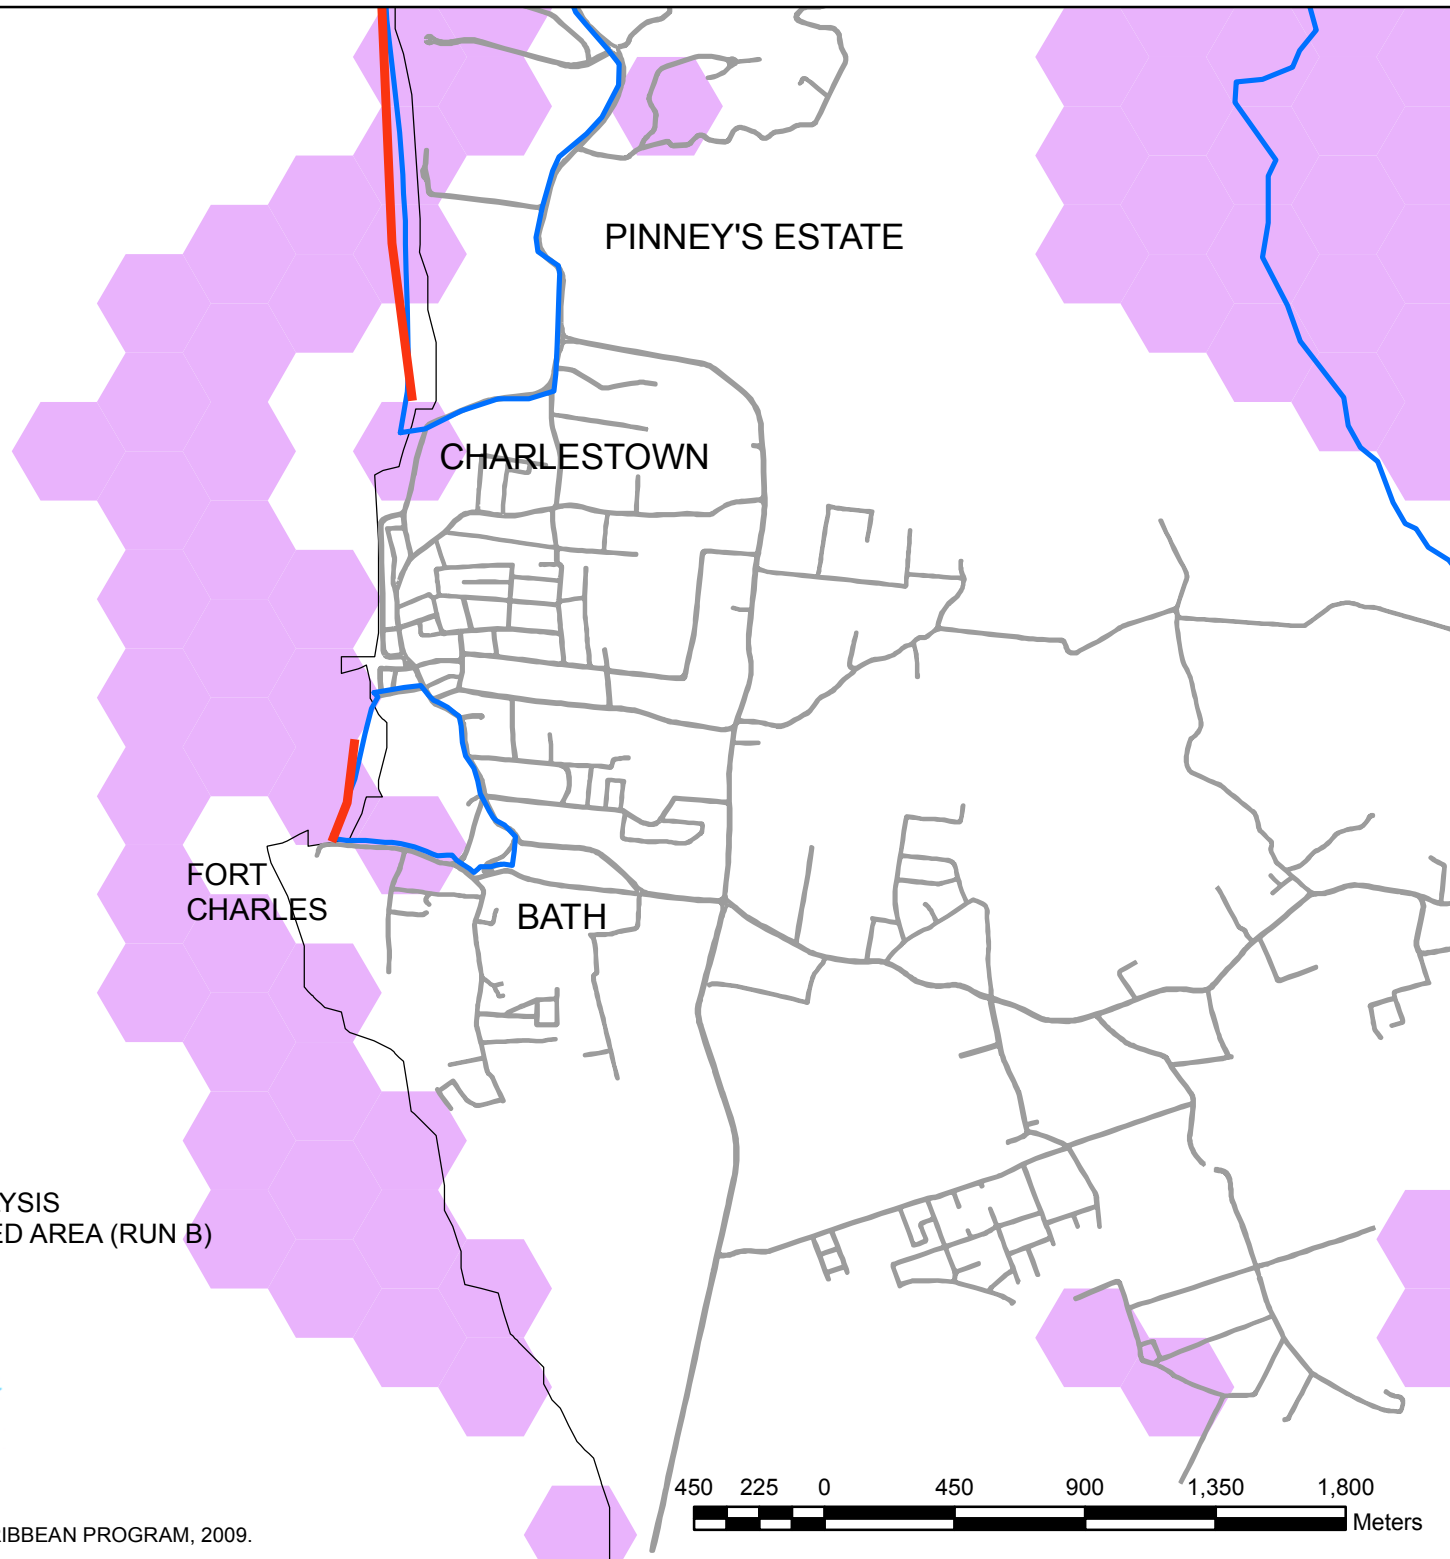 PINNEY'S ESTATE
CHARLESTOWN
FORT
CHARLES
BATH
YSIS
ED AREA (RUN B)
450 225 0 450 900 1,350 1,800
Meters
IBBEAN PROGRAM, 2009.